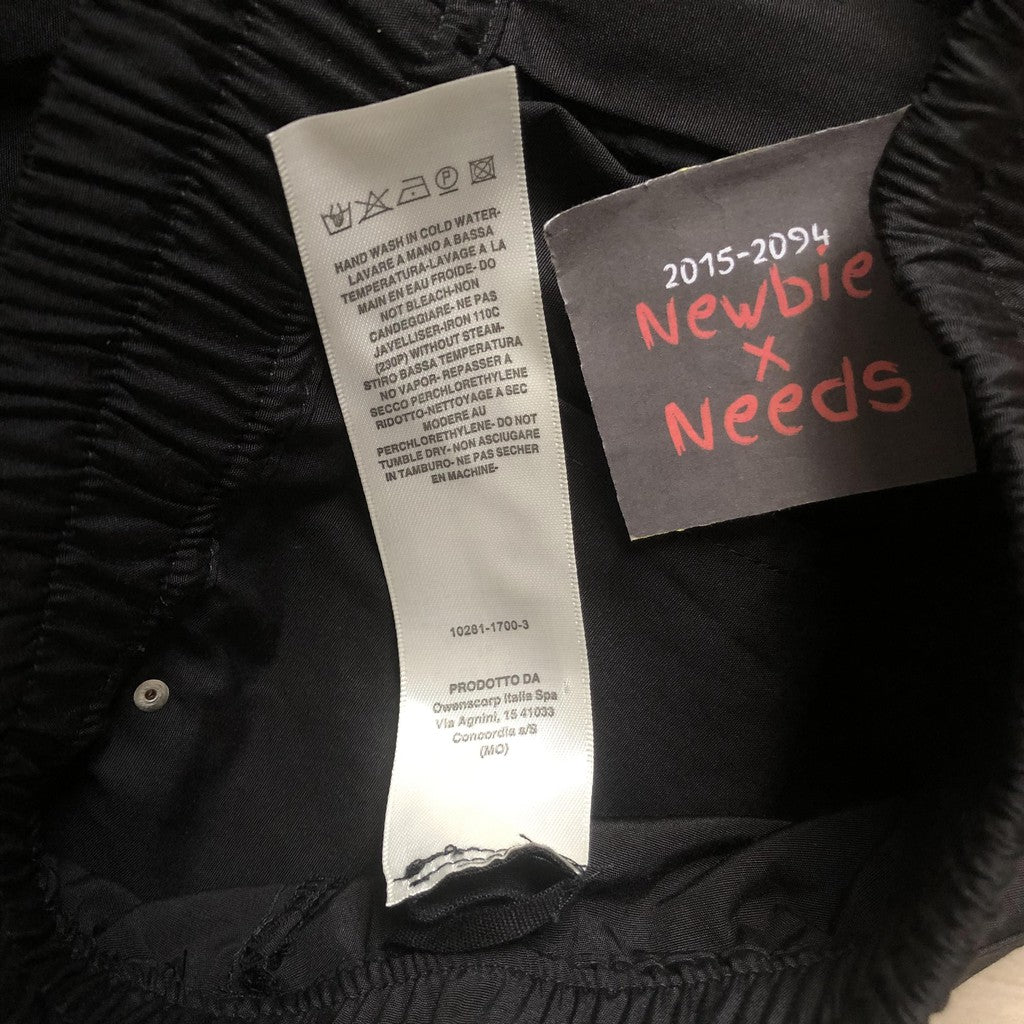 P
HAND WASH IN COLD WATER-
LAVARE A MANO A BASSA
TEMPERATURA-LAVAGE A LA
MAIN EN EAU FROIDE- DO
NOT BLEACH-NON
CANDEGGIARE- NE PAS
JAVELLISER-IRON 110C
(230F) WITHOUT STEAM-
STIRO BASSA TEMPERATURA
NO VAPOR- REPASSER A
SECCO PERCHLORETHYLENE
RIDOTTO-NETTOYAGE A SEC
MODERE AU
PERCHLORETHYLENE- DO NOT
TUMBLE DRY- NON ASCIUGARE
IN TAMBURO- NE PAS SECHER
EN MACHINE-
10281-1700-3
PRODOTTO DA
Owenscorp Italia Spa
Via Agnini, 15 41033
Concordia s/S
(MO)
2015-2094
Newbie
x
Needs